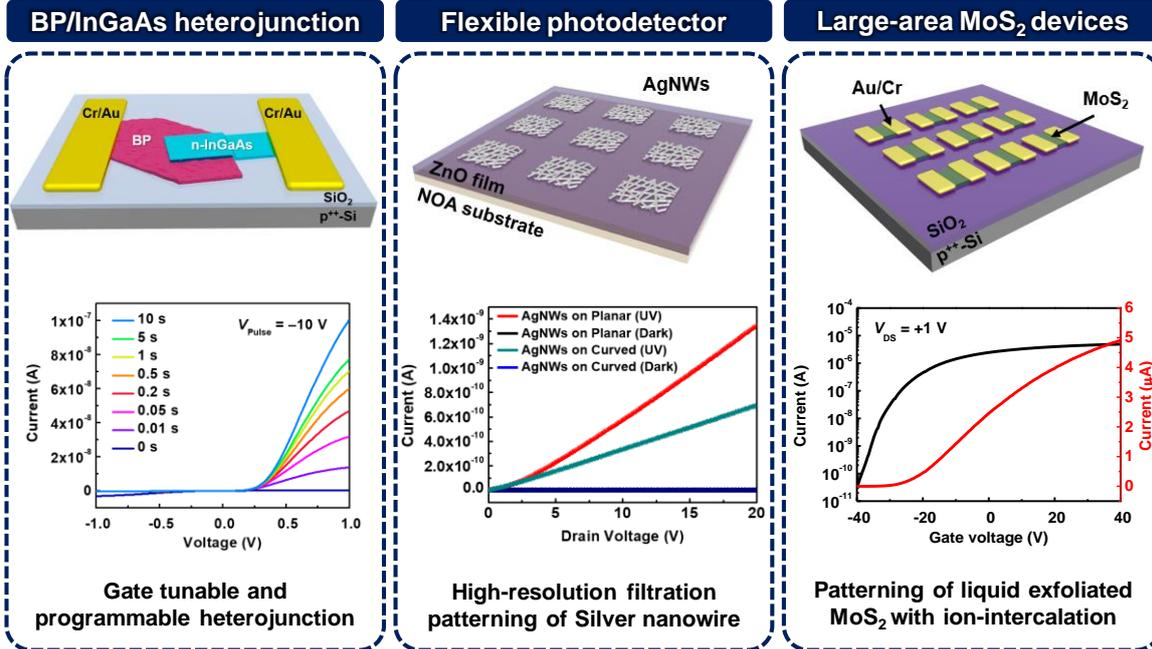 BP/InGaAs heterojunction
Cr/Au
Cr/Au
BP
n-InGaAs
SiO₂
p⁺⁺-Si
1x10⁻⁷
8x10⁻⁸
6x10⁻⁸
4x10⁻⁸
2x10⁻⁸
0
Current (A)
10 s
5 s
1 s
0.5 s
0.2 s
0.05 s
0.01 s
0 s
V_Pulse = –10 V
-1.0 -0.5 0.0 0.5 1.0
Voltage (V)
Gate tunable and
programmable heterojunction
Flexible photodetector
AgNWs
ZnO film
NOA substrate
1.4x10⁻⁹
1.2x10⁻⁹
1.0x10⁻⁹
8.0x10⁻¹⁰
6.0x10⁻¹⁰
4.0x10⁻¹⁰
2.0x10⁻¹⁰
0.0
Current (A)
AgNWs on Planar (UV)
AgNWs on Planar (Dark)
AgNWs on Curved (UV)
AgNWs on Curved (Dark)
0 5 10 15 20
Drain Voltage (V)
High-resolution filtration
patterning of Silver nanowire
Large-area MoS₂ devices
Au/Cr
MoS₂
SiO₂
p⁺⁺-Si
10⁻⁴
10⁻⁵
10⁻⁶
10⁻⁷
10⁻⁸
10⁻⁹
10⁻¹⁰
10⁻¹¹
Current (A)
V_DS = +1 V
6
5
4
3
2
1
0
Current (µA)
-40 -20 0 20 40
Gate voltage (V)
Patterning of liquid exfoliated
MoS₂ with ion-intercalation